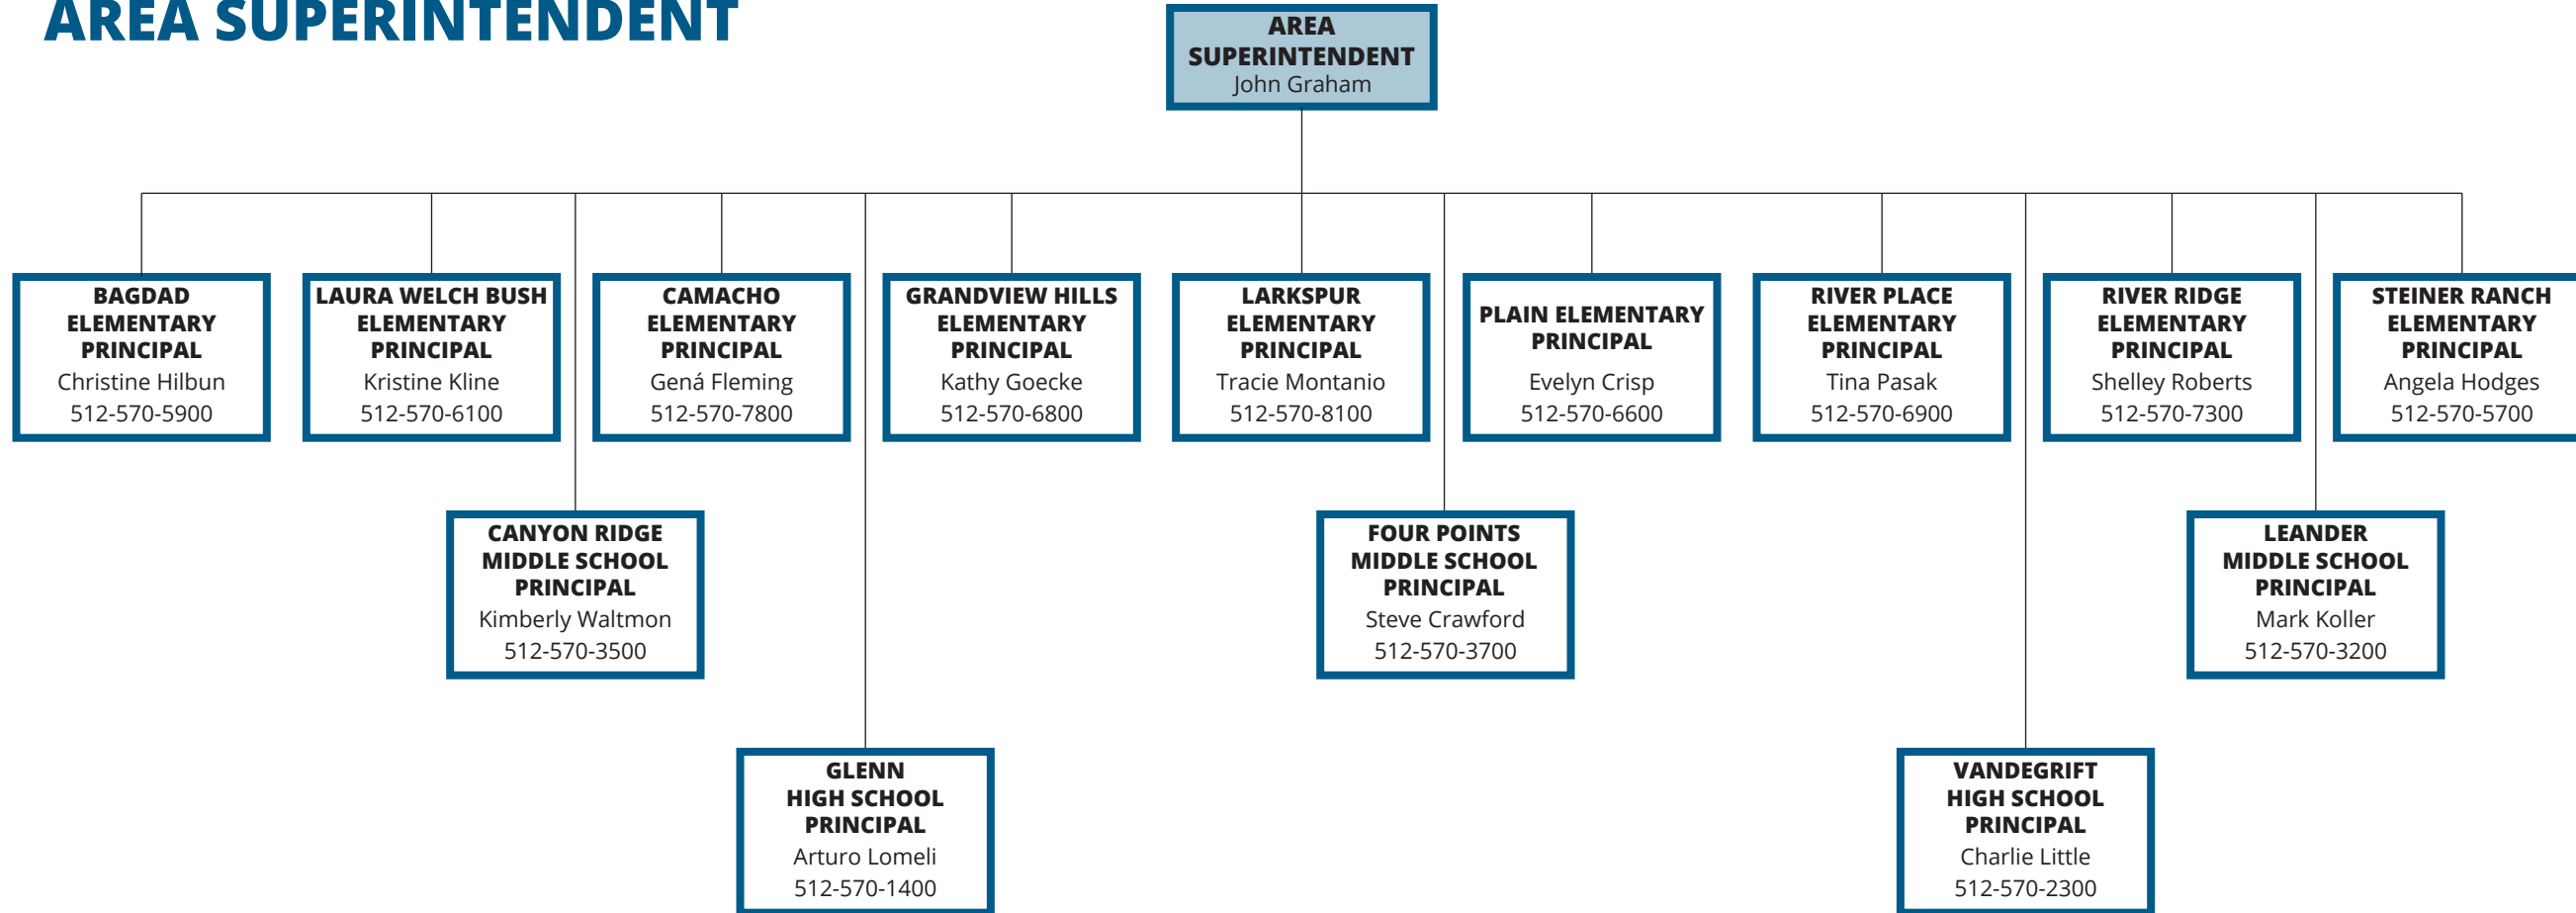 AREA SUPERINTENDENT
AREA
SUPERINTENDENT
John Graham
BAGDAD
ELEMENTARY
PRINCIPAL
Christine Hilbun
512-570-5900
LAURA WELCH BUSH
ELEMENTARY
PRINCIPAL
Kristine Kline
512-570-6100
CAMACHO
ELEMENTARY
PRINCIPAL
Gená Fleming
512-570-7800
GRANDVIEW HILLS
ELEMENTARY
PRINCIPAL
Kathy Goecke
512-570-6800
LARKSPUR
ELEMENTARY
PRINCIPAL
Tracie Montanio
512-570-8100
PLAIN ELEMENTARY
PRINCIPAL
Evelyn Crisp
512-570-6600
RIVER PLACE
ELEMENTARY
PRINCIPAL
Tina Pasak
512-570-6900
RIVER RIDGE
ELEMENTARY
PRINCIPAL
Shelley Roberts
512-570-7300
STEINER RANCH
ELEMENTARY
PRINCIPAL
Angela Hodges
512-570-5700
CANYON RIDGE
MIDDLE SCHOOL
PRINCIPAL
Kimberly Waltmon
512-570-3500
FOUR POINTS
MIDDLE SCHOOL
PRINCIPAL
Steve Crawford
512-570-3700
LEANDER
MIDDLE SCHOOL
PRINCIPAL
Mark Koller
512-570-3200
GLENN
HIGH SCHOOL
PRINCIPAL
Arturo Lomeli
512-570-1400
VANDEGRIFT
HIGH SCHOOL
PRINCIPAL
Charlie Little
512-570-2300